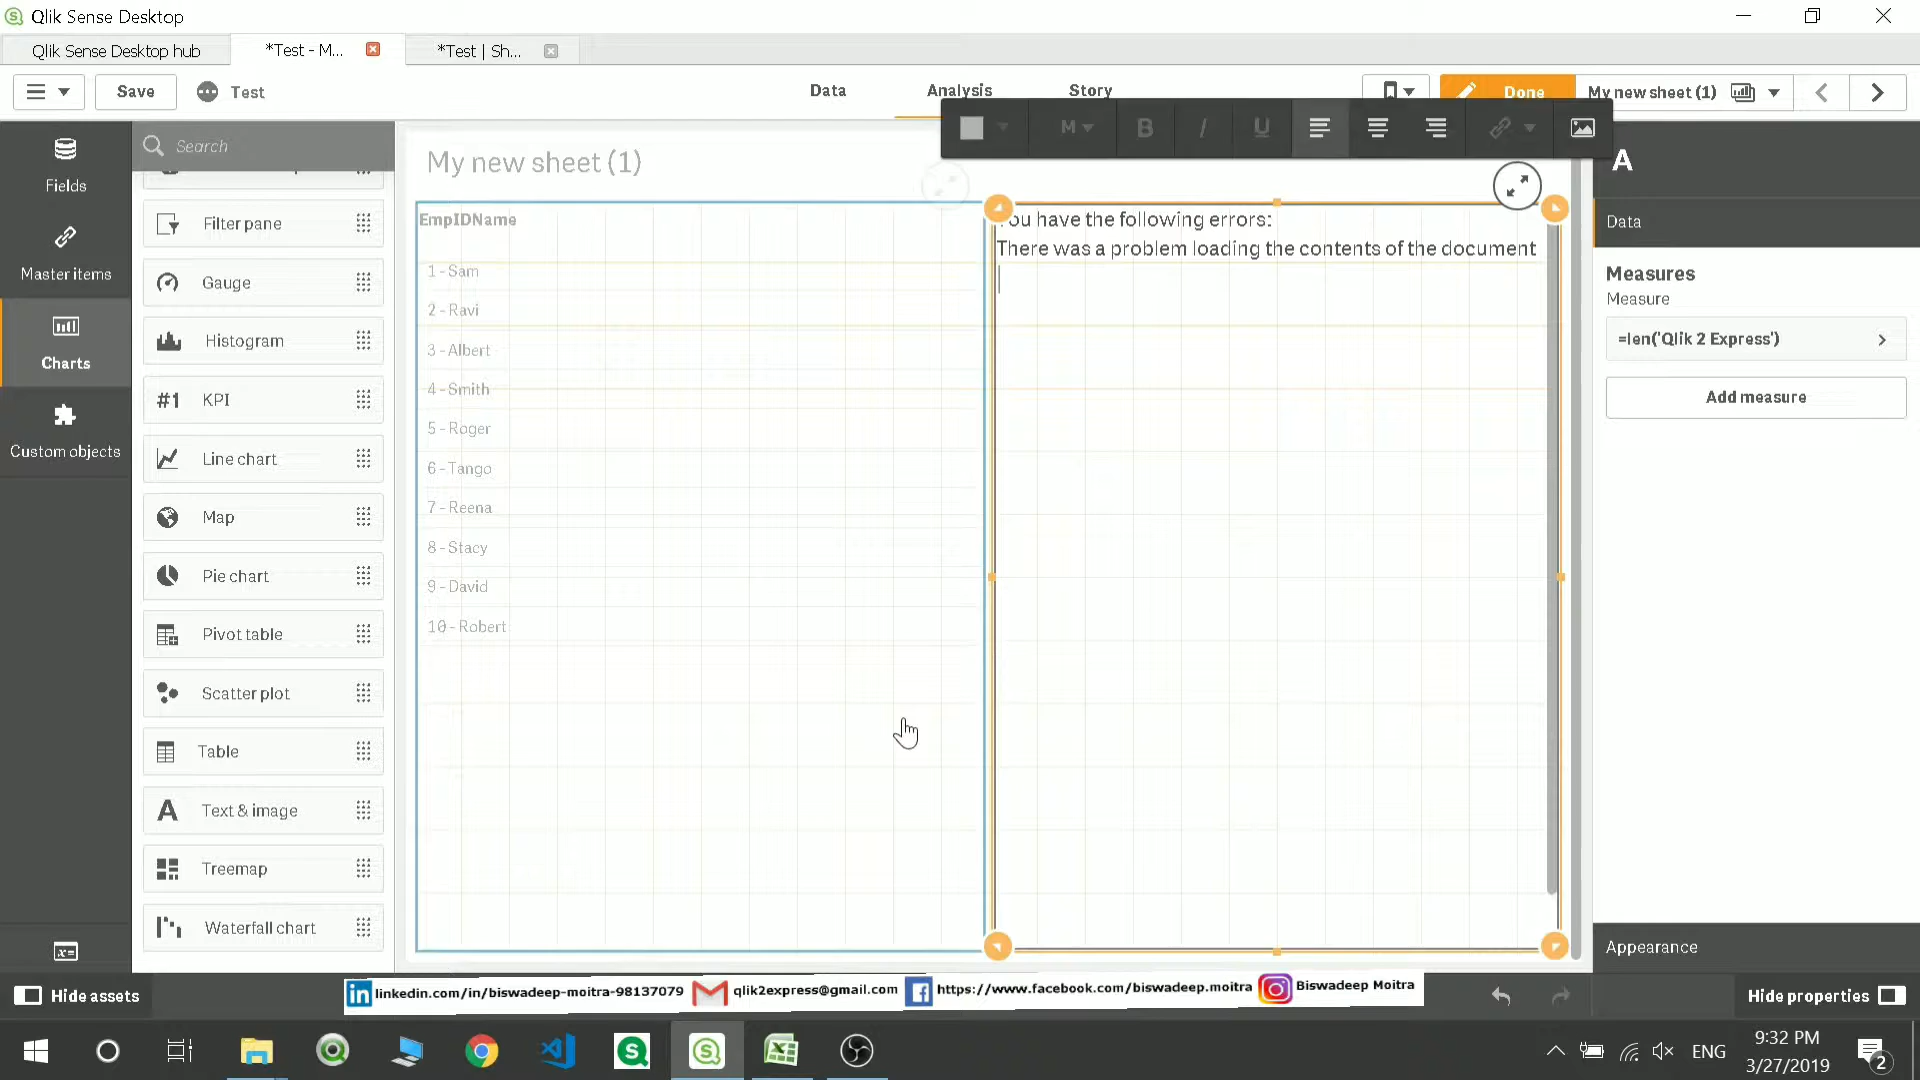 Qlik Sense Desktop
Qlik Sense Desktop hub
*Test - M...
*Test | Sh...
Save
Test
Data
Analysis
Story
Done
My new sheet (1)
M
B
I
U
Fields
Master items
Charts
Custom objects
Search
Filter pane
Gauge
Histogram
#1 KPI
Line chart
Map
Pie chart
Pivot table
Scatter plot
Table
A Text & image
Treemap
Waterfall chart
My new sheet (1)
EmpIDName
1 - Sam
2 - Ravi
3 - Albert
4 - Smith
5 - Roger
6 - Tango
7 - Reena
8 - Stacy
9 - David
10 - Robert
ou have the following errors:
There was a problem loading the contents of the document
A
Data
Measures
Measure
=len('Qlik 2 Express')
Add measure
Appearance
Hide assets
linkedin.com/in/biswadeep-moitra-98137079
qlik2express@gmail.com
https://www.facebook.com/biswadeep.moitra
Biswadeep Moitra
Hide properties
ENG
9:32 PM
3/27/2019
2